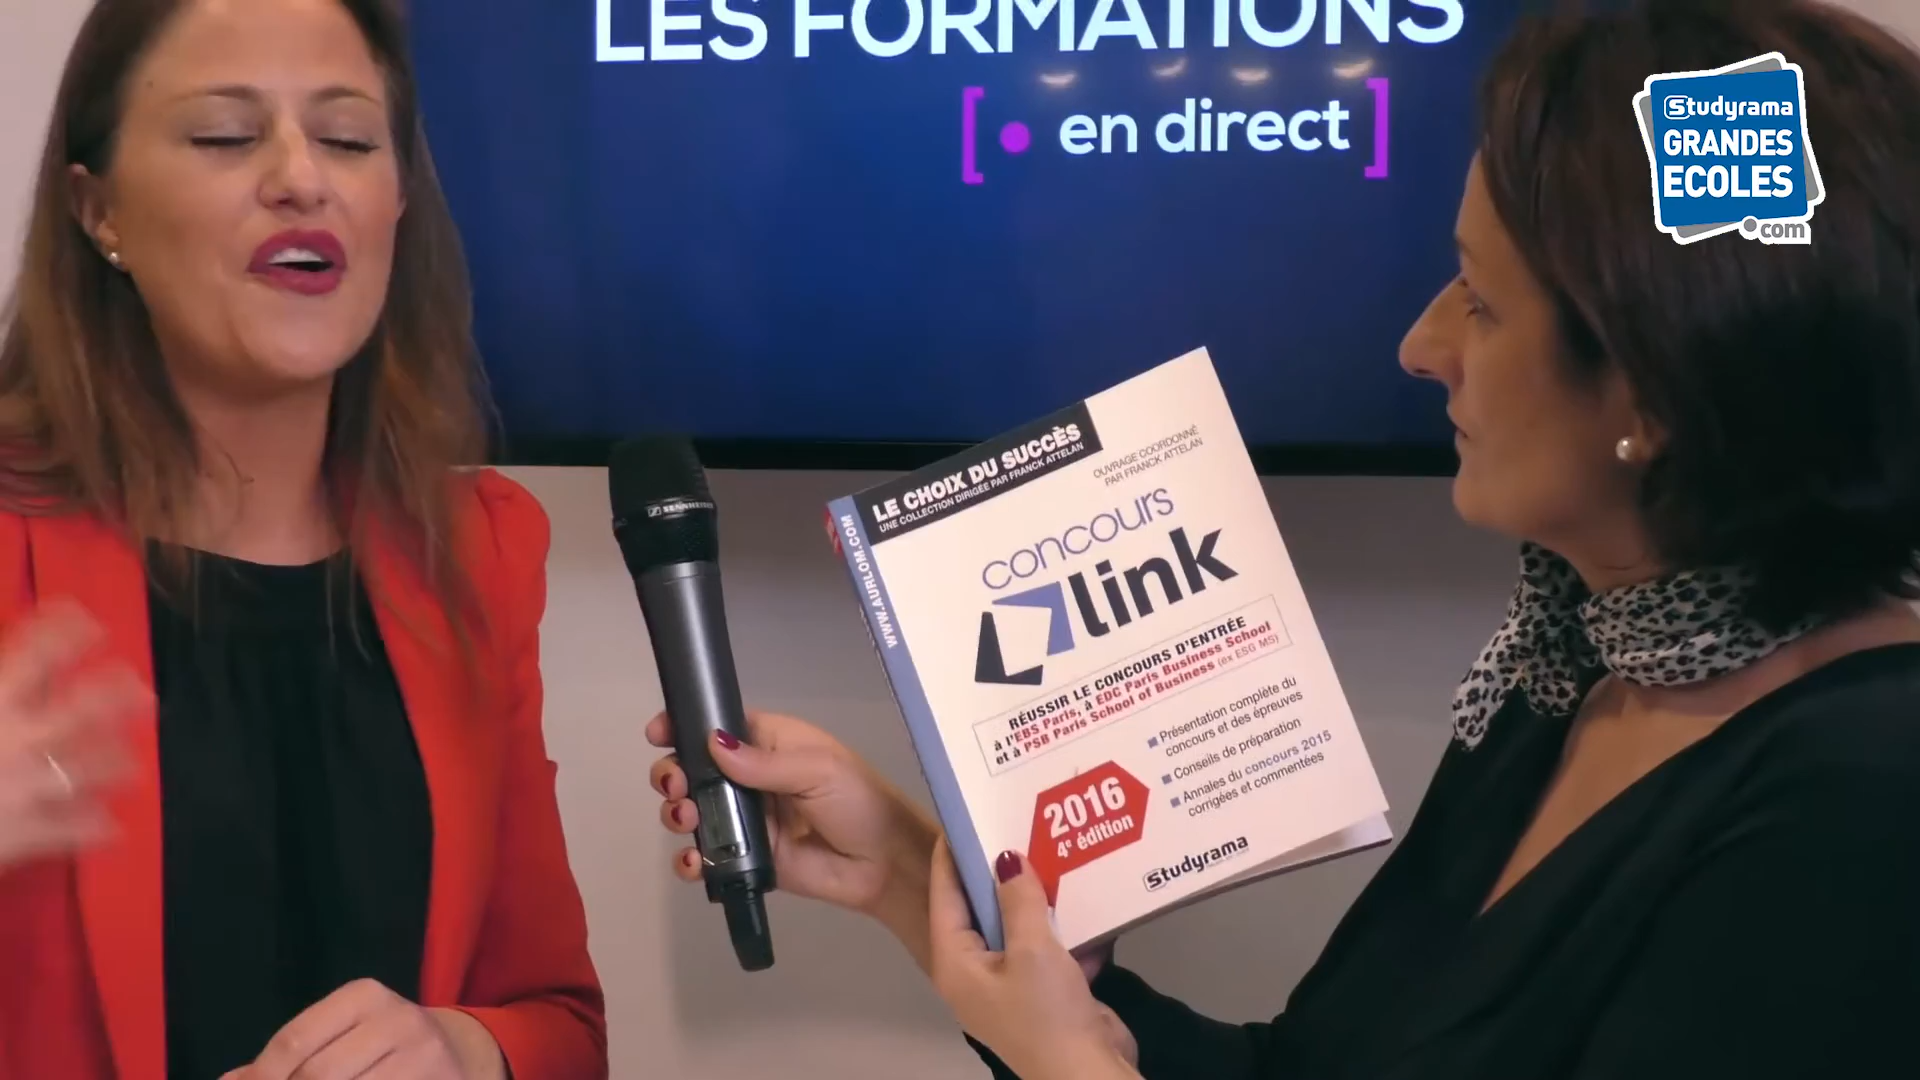 LES FORMATIONS
[• en direct]
Studyrama
GRANDES
ECOLES
.com
SENNHEISER
WWW.AURLOM.COM
LE CHOIX DU SUCCÈS
UNE COLLECTION DIRIGÉE PAR FRANCK ATTELAN
OUVRAGE COORDONNÉ
PAR FRANCK ATTELAN
concours
link
RÉUSSIR LE CONCOURS D'ENTRÉE
à l'EBS Paris, à EDC Paris Business School
et à PSB Paris School of Business (ex ESG MS)
Présentation complète du
concours et des épreuves
Conseils de préparation
Annales du concours 2015
corrigées et commentées
2016
4e édition
Studyrama